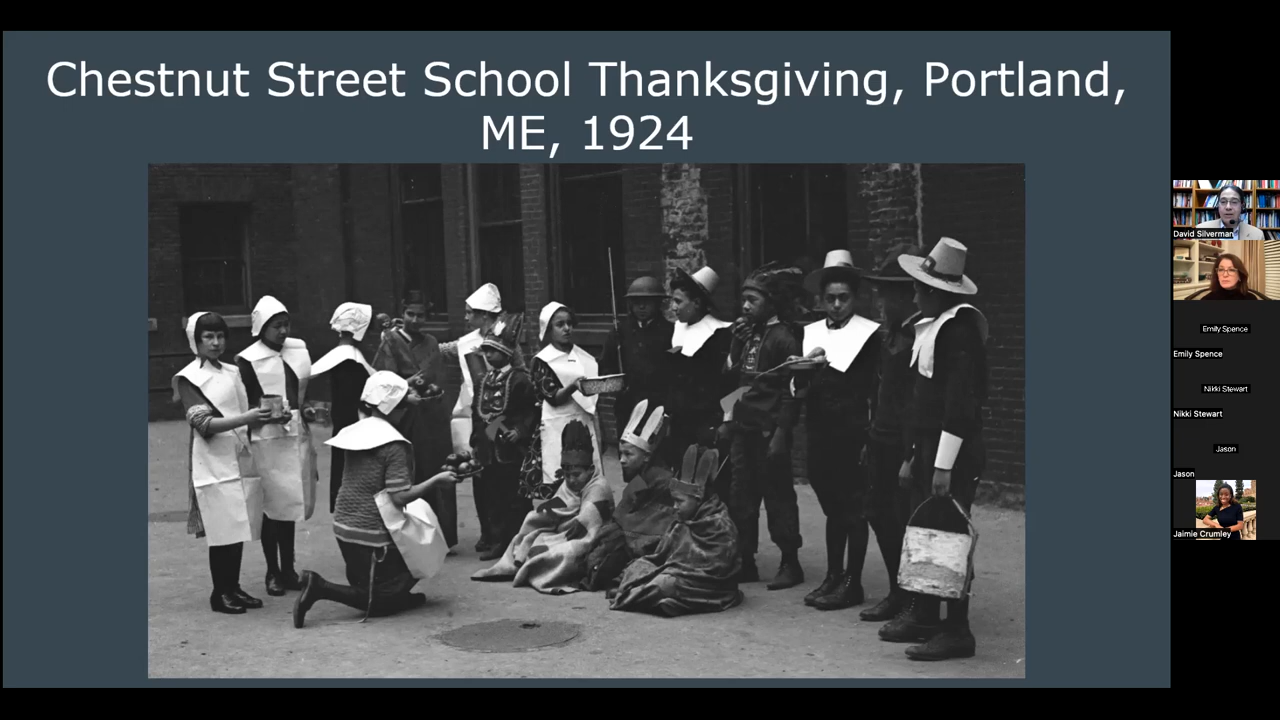 Chestnut Street School Thanksgiving, Portland,
ME, 1924
David Silverman
Emily Spence
Emily Spence
Nikki Stewart
Nikki Stewart
Jason
Jason
Jaimie Crumley